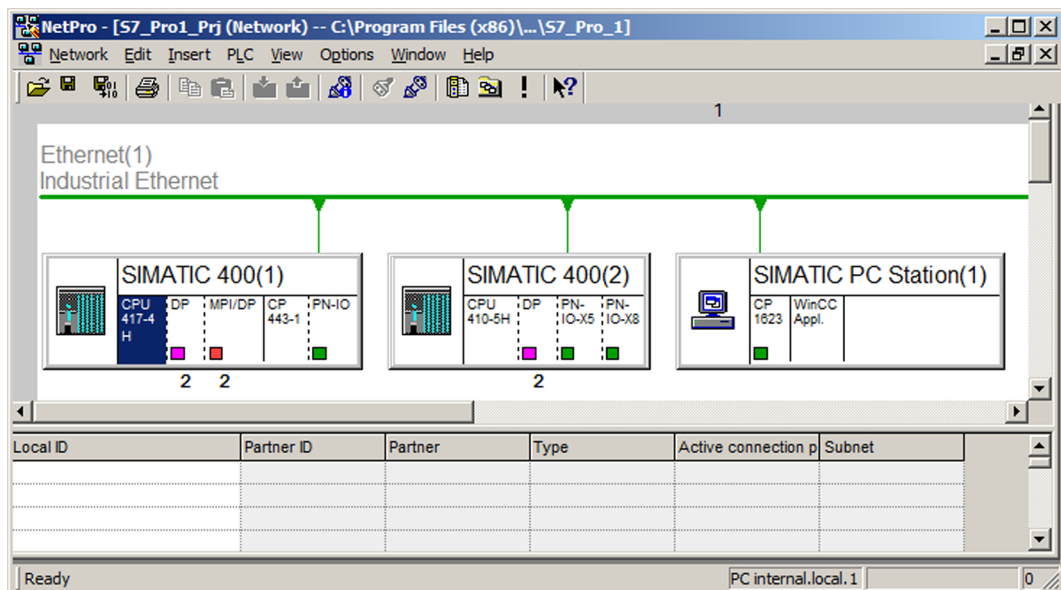 NetPro - [S7_Pro1_Prj (Network) -- C:\Program Files (x86)\...\S7_Pro_1]
Network Edit Insert PLC View Options Window Help
1
Ethernet(1)
Industrial Ethernet
SIMATIC 400(1)
CPU
417-4
H
DP
MPI/DP
CP
443-1
PN-IO
2 2
SIMATIC 400(2)
CPU
410-5H
DP
PN-
IO-X5
PN-
IO-X8
2
SIMATIC PC Station(1)
CP
1623
WinCC
Appl.
Local ID Partner ID Partner Type Active connection p Subnet
Ready PC internal.local.1 0